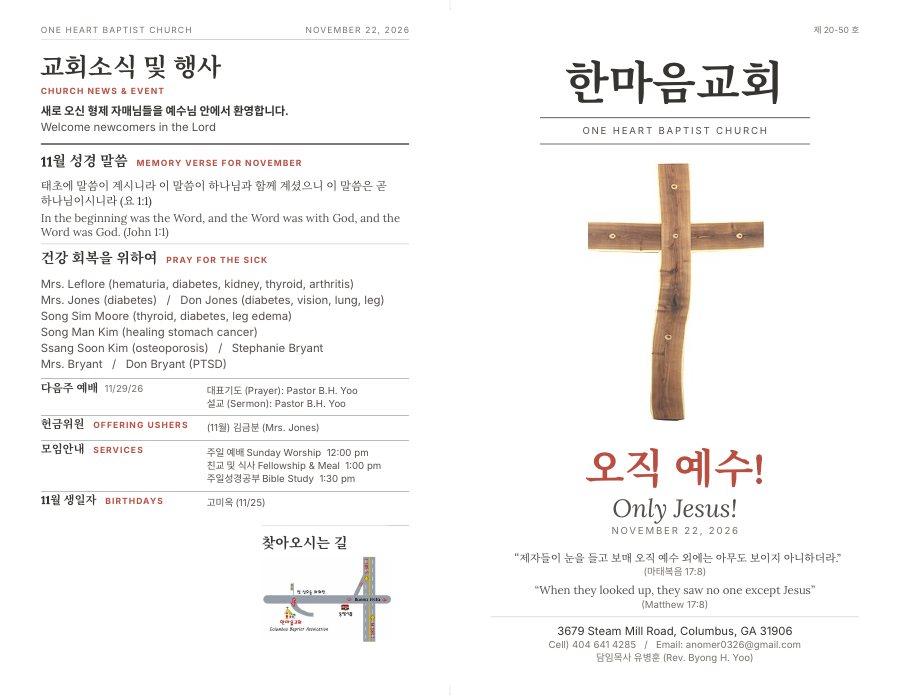 ONE HEART BAPTIST CHURCH NOVEMBER 22, 2026
교회소식 및 행사
CHURCH NEWS & EVENT
새로 오신 형제 자매님들을 예수님 안에서 환영합니다.
Welcome newcomers in the Lord
11월 성경 말씀 MEMORY VERSE FOR NOVEMBER
태초에 말씀이 계시니라 이 말씀이 하나님과 함께 계셨으니 이 말씀은 곧
하나님이시니라 (요 1:1)
In the beginning was the Word, and the Word was with God, and the
Word was God. (John 1:1)
건강 회복을 위하여 PRAY FOR THE SICK
Mrs. Leflore (hematuria, diabetes, kidney, thyroid, arthritis)
Mrs. Jones (diabetes) / Don Jones (diabetes, vision, lung, leg)
Song Sim Moore (thyroid, diabetes, leg edema)
Song Man Kim (healing stomach cancer)
Ssang Soon Kim (osteoporosis) / Stephanie Bryant
Mrs. Bryant / Don Bryant (PTSD)
다음주 예배 11/29/26 대표기도 (Prayer): Pastor B.H. Yoo
설교 (Sermon): Pastor B.H. Yoo
헌금위원 OFFERING USHERS (11월) 김금분 (Mrs. Jones)
모임안내 SERVICES 주일 예배 Sunday Worship 12:00 pm
친교 및 식사 Fellowship & Meal 1:00 pm
주일성경공부 Bible Study 1:30 pm
11월 생일자 BIRTHDAYS 고미옥 (11/25)
찾아오시는 길
Buena Vista
한마음교회
Columbus Baptist Association
제 20-50 호
한마음교회
ONE HEART BAPTIST CHURCH
오직 예수!
Only Jesus!
NOVEMBER 22, 2026
“제자들이 눈을 들고 보매 오직 예수 외에는 아무도 보이지 아니하더라.”
(마태복음 17:8)
“When they looked up, they saw no one except Jesus”
(Matthew 17:8)
3679 Steam Mill Road, Columbus, GA 31906
Cell) 404 641 4285 / Email: anomer0326@gmail.com
담임목사 유병훈 (Rev. Byong H. Yoo)